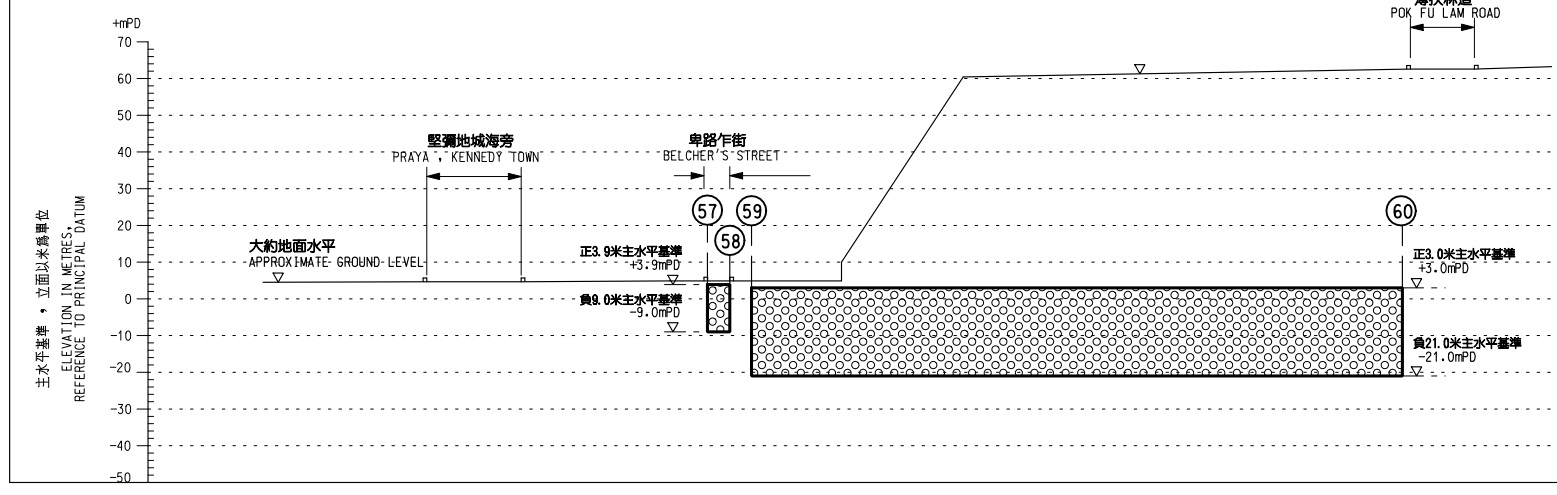 薄扶林道
POK FU LAM ROAD
+mPD
70
60
50
40
30
20
10
0
-10
-20
-30
-40
-50
主水平基準，立面以米為單位
ELEVATION IN METRES,
REFERENCE TO PRINCIPAL DATUM
大約地面水平
APPROXIMATE GROUND LEVEL
堅彌地城海旁
PRAYA , KENNEDY TOWN
卑路乍街
BELCHER'S STREET
57
58
59
60
正3.9米主水平基準
+3.9mPD
負9.0米主水平基準
-9.0mPD
正3.0米主水平基準
+3.0mPD
負21.0米主水平基準
-21.0mPD